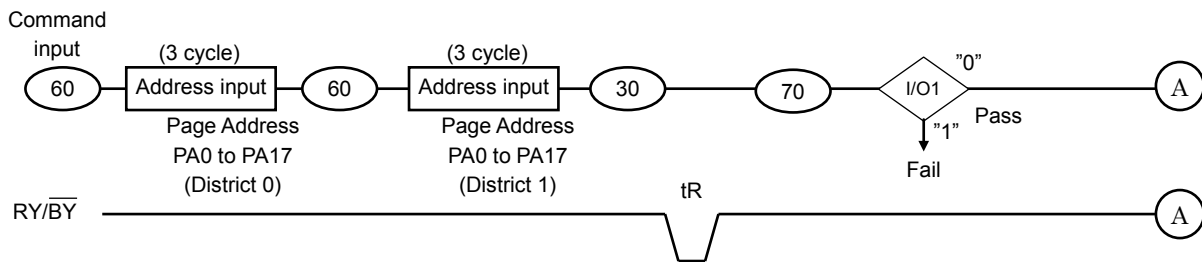 Command
input
(3 cycle)
(3 cycle)
"0"
60
Address input
60
Address input
30
70
I/O1
A
Page Address
PA0 to PA17
(District 0)
Page Address
PA0 to PA17
(District 1)
"1"
Pass
Fail
tR
RY/BY
A